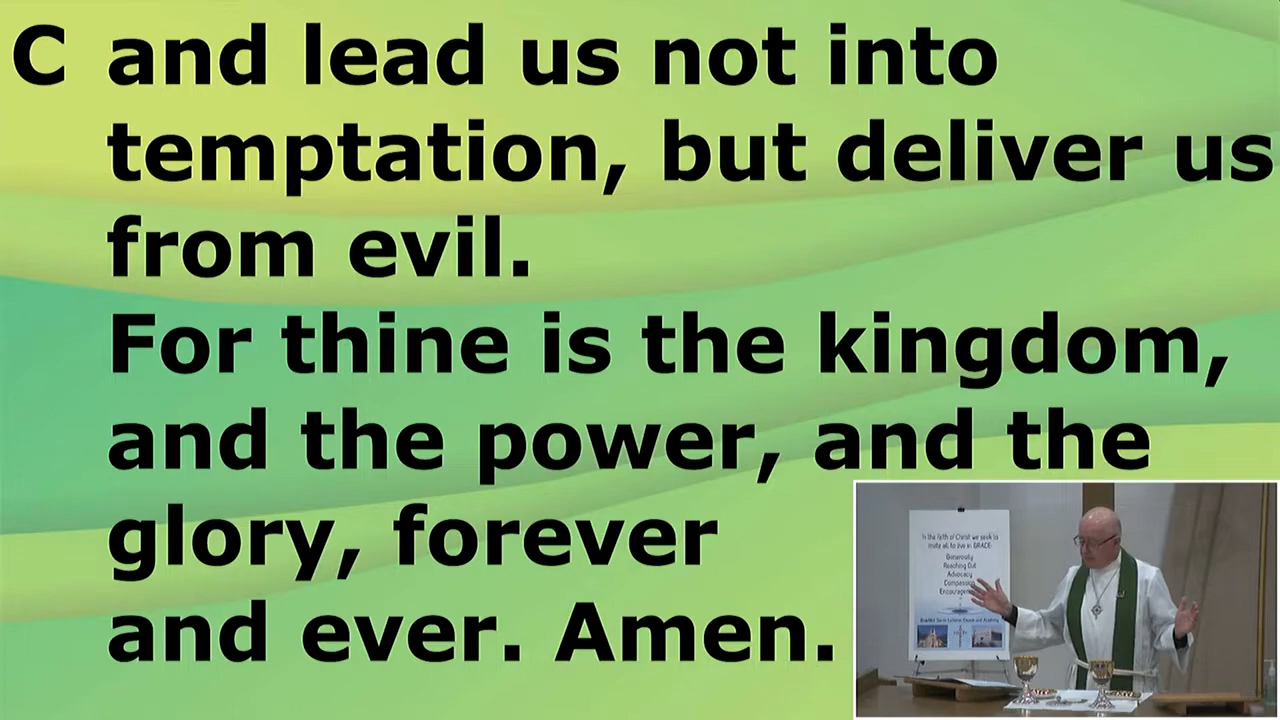 C and lead us not into
temptation, but deliver us
from evil.
For thine is the kingdom,
and the power, and the
glory, forever
and ever. Amen.
In the Faith of Christ we seek to
invite all to live in GRACE:
Generosity
Reaching Out
Advocacy
Compassion